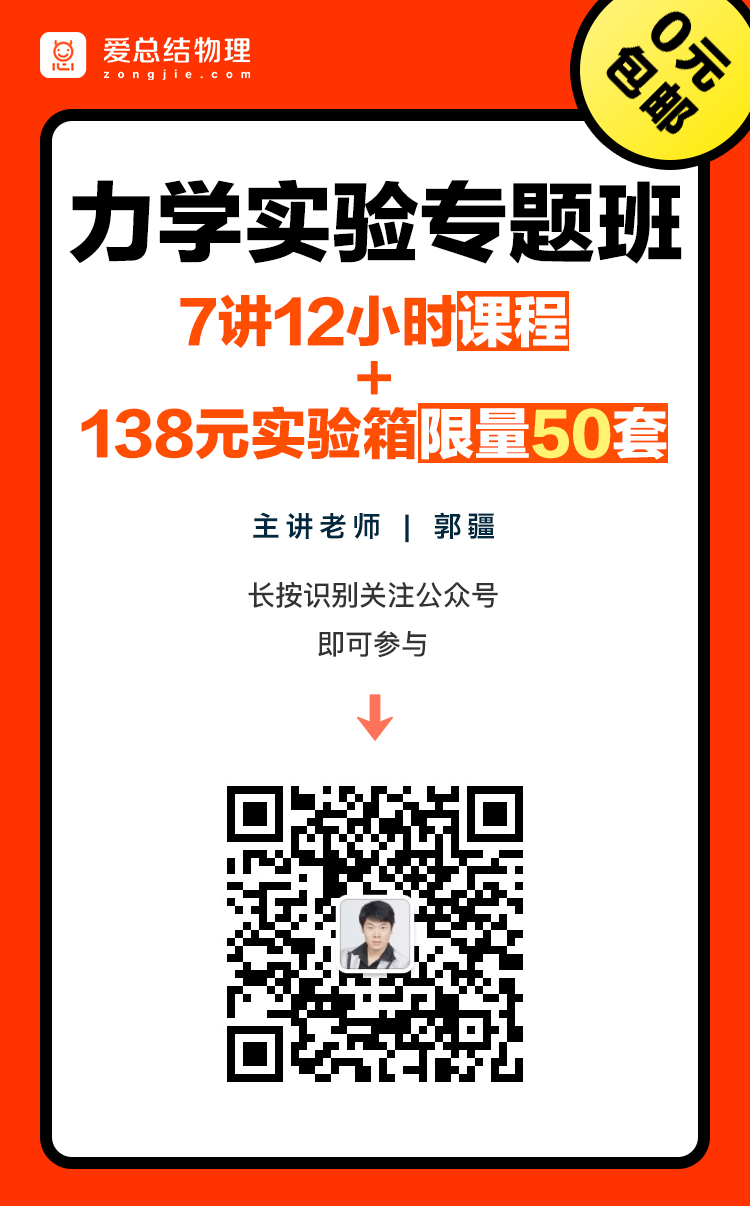 爱总结物理
zongjie.com
0元
包邮
力学实验专题班
7讲12小时课程
+
138元实验箱限量50套
主讲老师 | 郭疆
长按识别关注公众号
即可参与